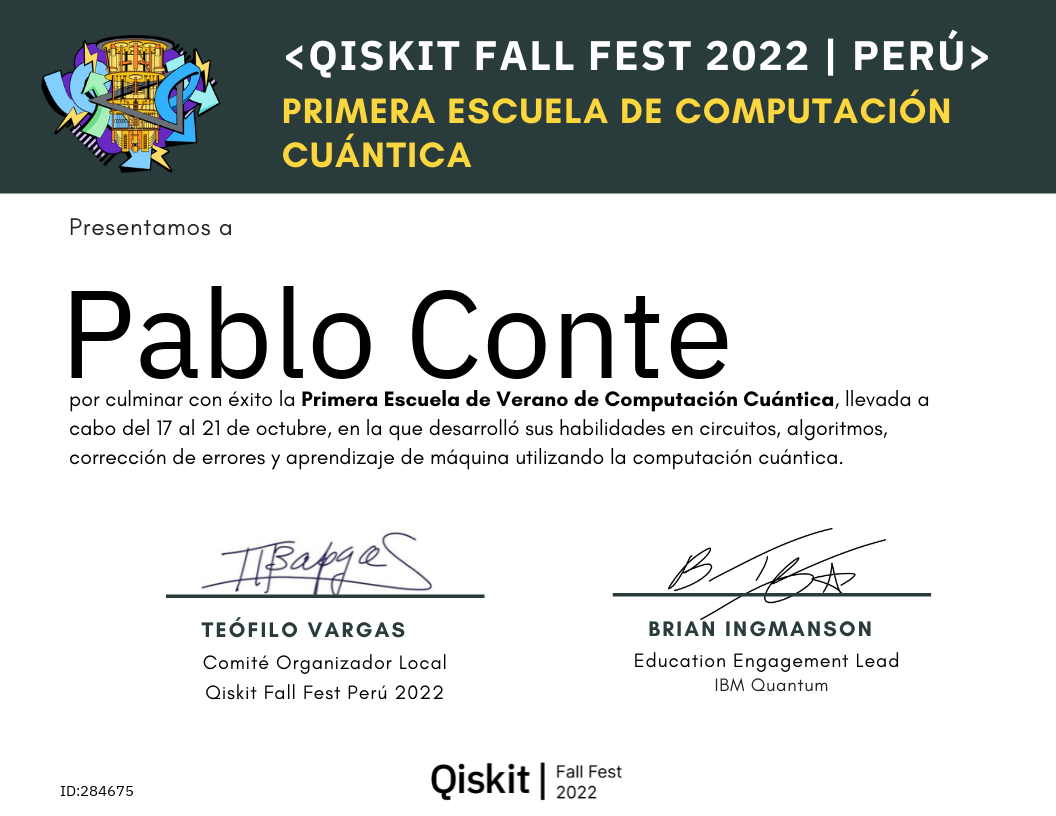 <QISKIT FALL FEST 2022 | PERÚ>
PRIMERA ESCUELA DE COMPUTACIÓN
CUÁNTICA
Presentamos a
Pablo Conte
por culminar con éxito la Primera Escuela de Verano de Computación Cuántica, llevada a
cabo del 17 al 21 de octubre, en la que desarrolló sus habilidades en circuitos, algoritmos,
corrección de errores y aprendizaje de máquina utilizando la computación cuántica.
TEÓFILO VARGAS
Comité Organizador Local
Qiskit Fall Fest Perú 2022
BRIAN INGMANSON
Education Engagement Lead
IBM Quantum
Qiskit | Fall Fest
2022
ID:284675